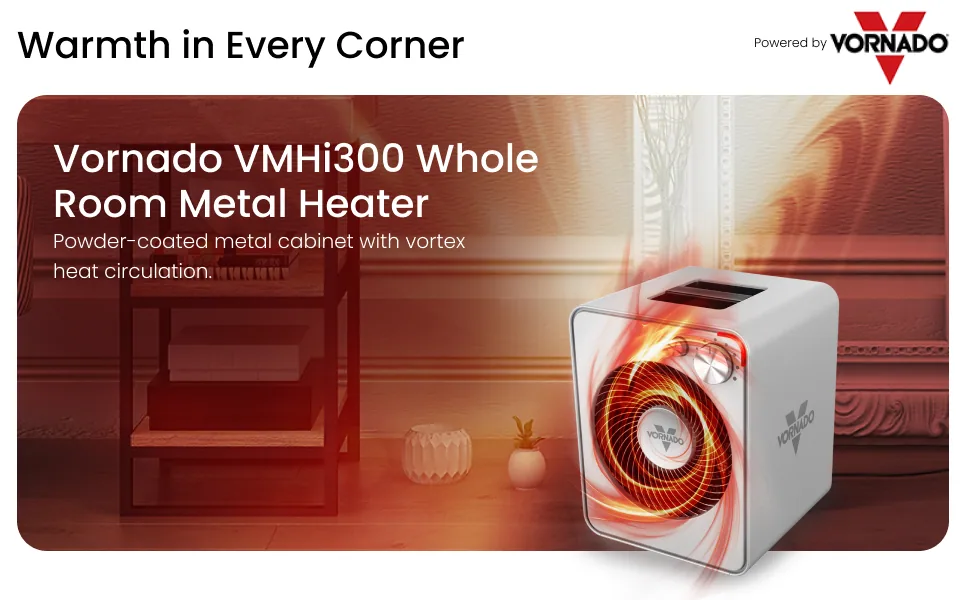 Warmth in Every Corner
Powered by VORNADO
Vornado VMHi300 Whole
Room Metal Heater
Powder-coated metal cabinet with vortex
heat circulation.
VORNADO
VORNADO